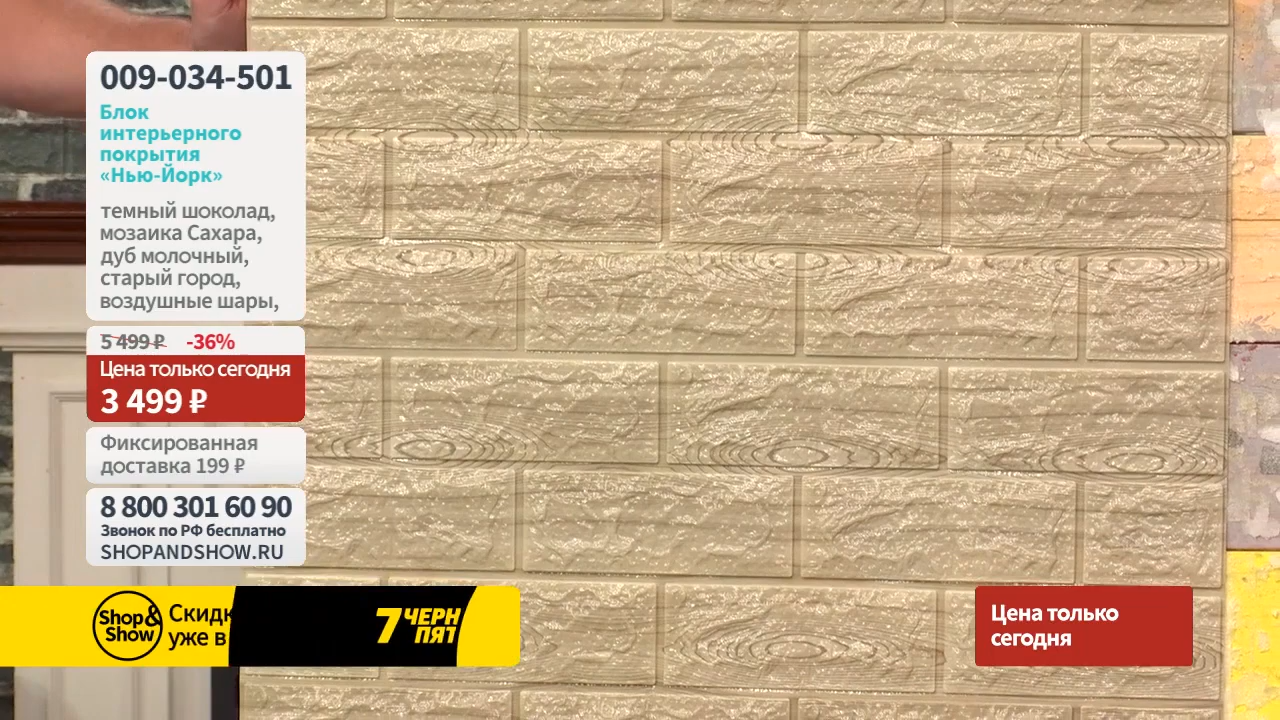 009-034-501
Блок
интерьерного
покрытия
«Нью-Йорк»
темный шоколад,
мозаика Сахара,
дуб молочный,
старый город,
воздушные шары,
5 499 ₽ -36%
Цена только сегодня
3 499 ₽
Фиксированная
доставка 199 ₽
8 800 301 60 90
Звонок по РФ бесплатно
SHOPANDSHOW.RU
Shop&
Show
уже в
7 ЧЕРН
ПЯТ
Цена только
сегодня